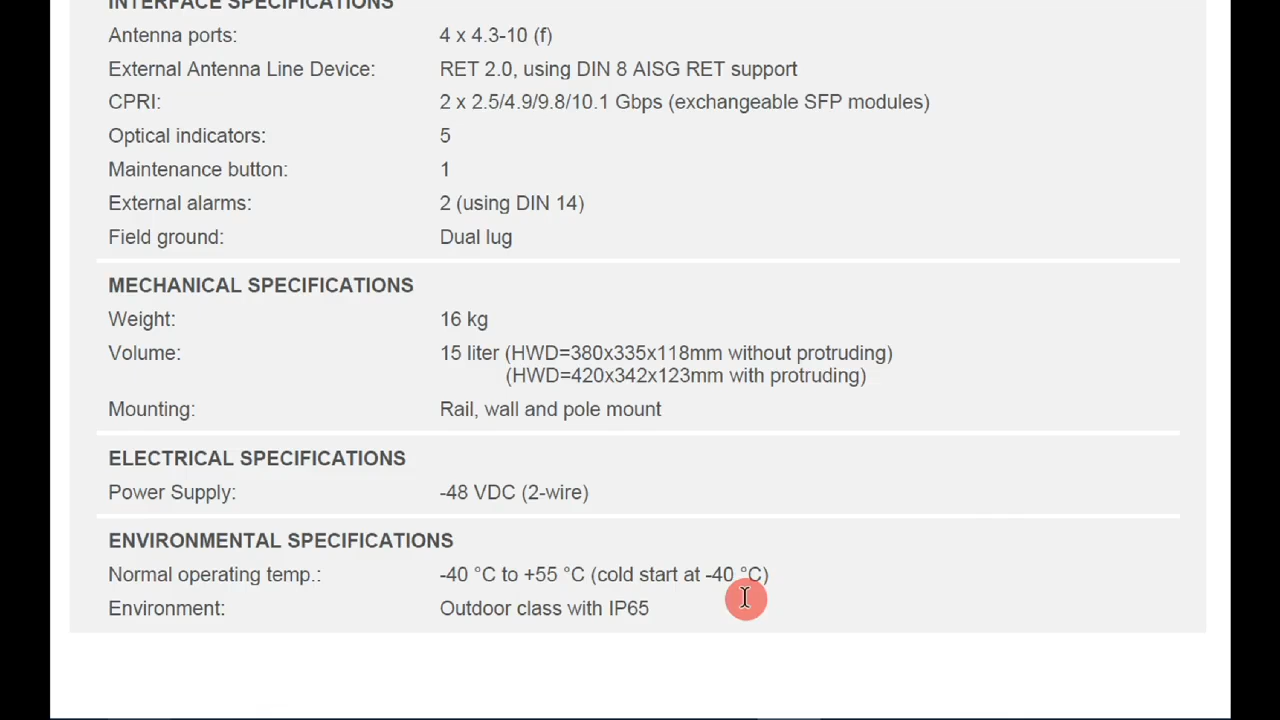 INTERFACE SPECIFICATIONS
Antenna ports: 4 x 4.3-10 (f)
External Antenna Line Device: RET 2.0, using DIN 8 AISG RET support
CPRI: 2 x 2.5/4.9/9.8/10.1 Gbps (exchangeable SFP modules)
Optical indicators: 5
Maintenance button: 1
External alarms: 2 (using DIN 14)
Field ground: Dual lug
MECHANICAL SPECIFICATIONS
Weight: 16 kg
Volume: 15 liter (HWD=380x335x118mm without protruding)
(HWD=420x342x123mm with protruding)
Mounting: Rail, wall and pole mount
ELECTRICAL SPECIFICATIONS
Power Supply: -48 VDC (2-wire)
ENVIRONMENTAL SPECIFICATIONS
Normal operating temp.: -40 °C to +55 °C (cold start at -40 °C)
Environment: Outdoor class with IP65